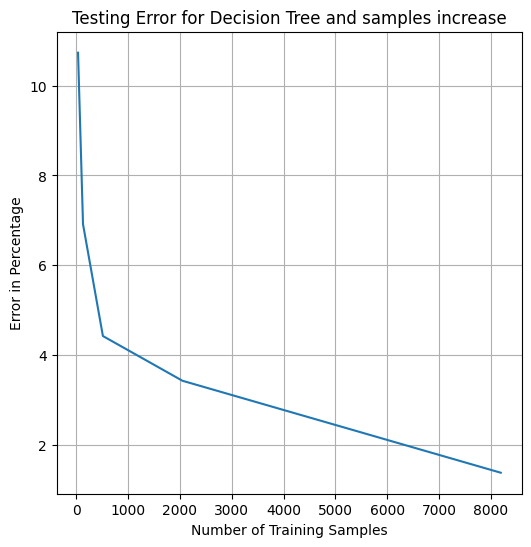 Testing Error for Decision Tree and samples increase
10
8
6
4
2
Error in Percentage
0 1000 2000 3000 4000 5000 6000 7000 8000
Number of Training Samples